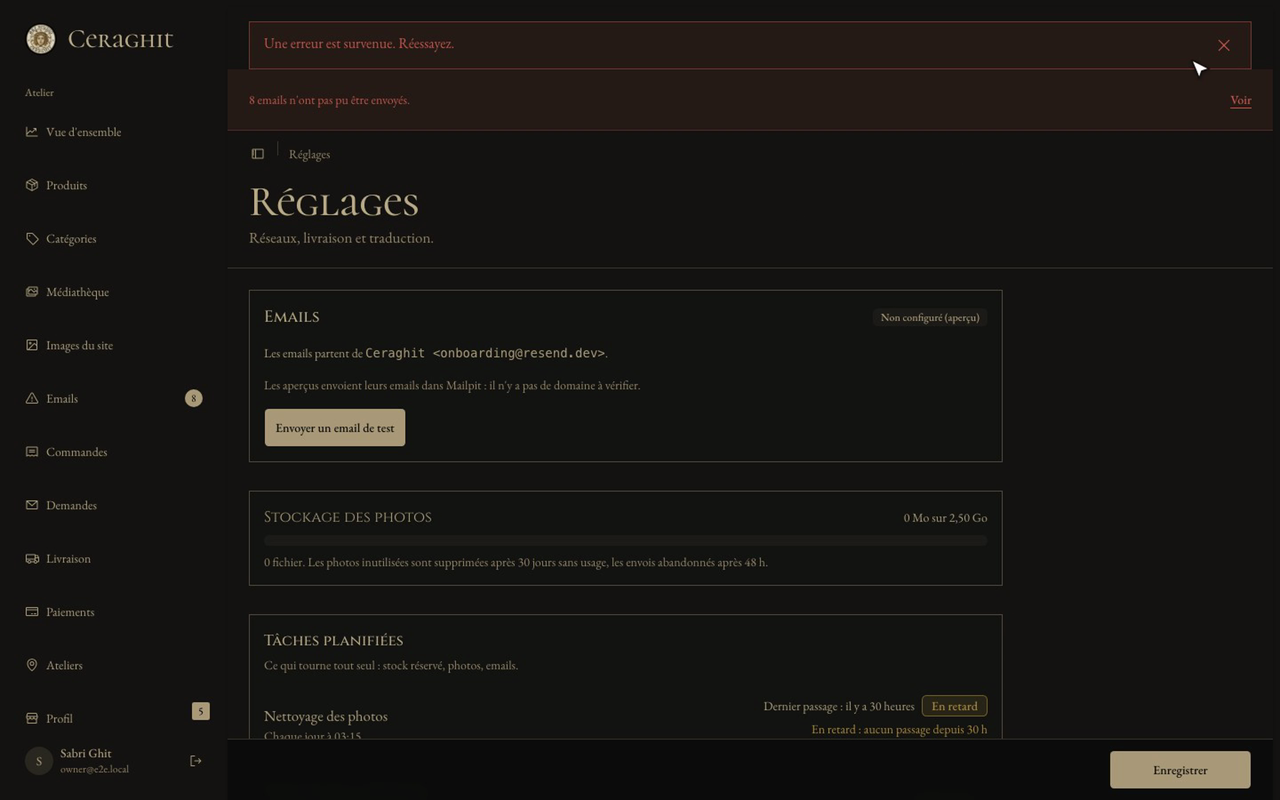 Ceraghit
Une erreur est survenue. Réessayez.
8 emails n'ont pas pu être envoyés.
Voir
Atelier
Vue d'ensemble
Produits
Catégories
Médiathèque
Images du site
Emails
8
Commandes
Demandes
Livraison
Paiements
Ateliers
Profil
5
S
Sabri Ghit
owner@e2e.local
Réglages
Réglages
Réseaux, livraison et traduction.
Emails
Non configuré (aperçu)
Les emails partent de Ceraghit <onboarding@resend.dev>.
Les aperçus envoient leurs emails dans Mailpit : il n'y a pas de domaine à vérifier.
Envoyer un email de test
Stockage des photos
0 Mo sur 2,50 Go
0 fichier. Les photos inutilisées sont supprimées après 30 jours sans usage, les envois abandonnés après 48 h.
Tâches planifiées
Ce qui tourne tout seul : stock réservé, photos, emails.
Nettoyage des photos
Dernier passage : il y a 30 heures
En retard
Chaque jour à 03:15
En retard : aucun passage depuis 30 h
Enregistrer